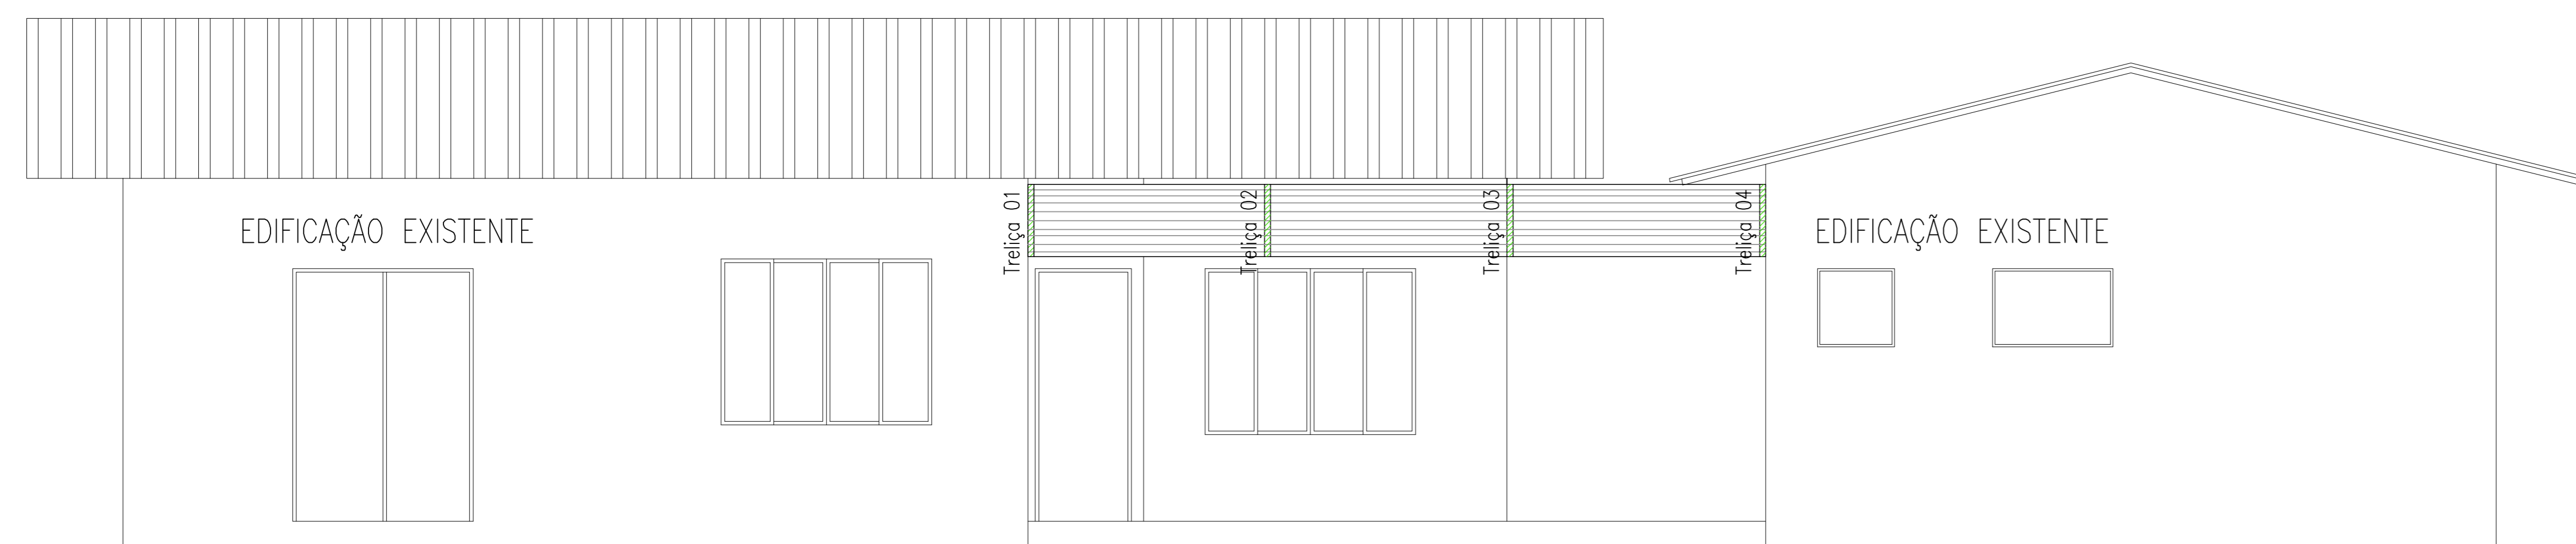 EDIFICAÇÃO EXISTENTE
Treliça 01
Treliça 02
Treliça 03
Treliça 04
EDIFICAÇÃO EXISTENTE